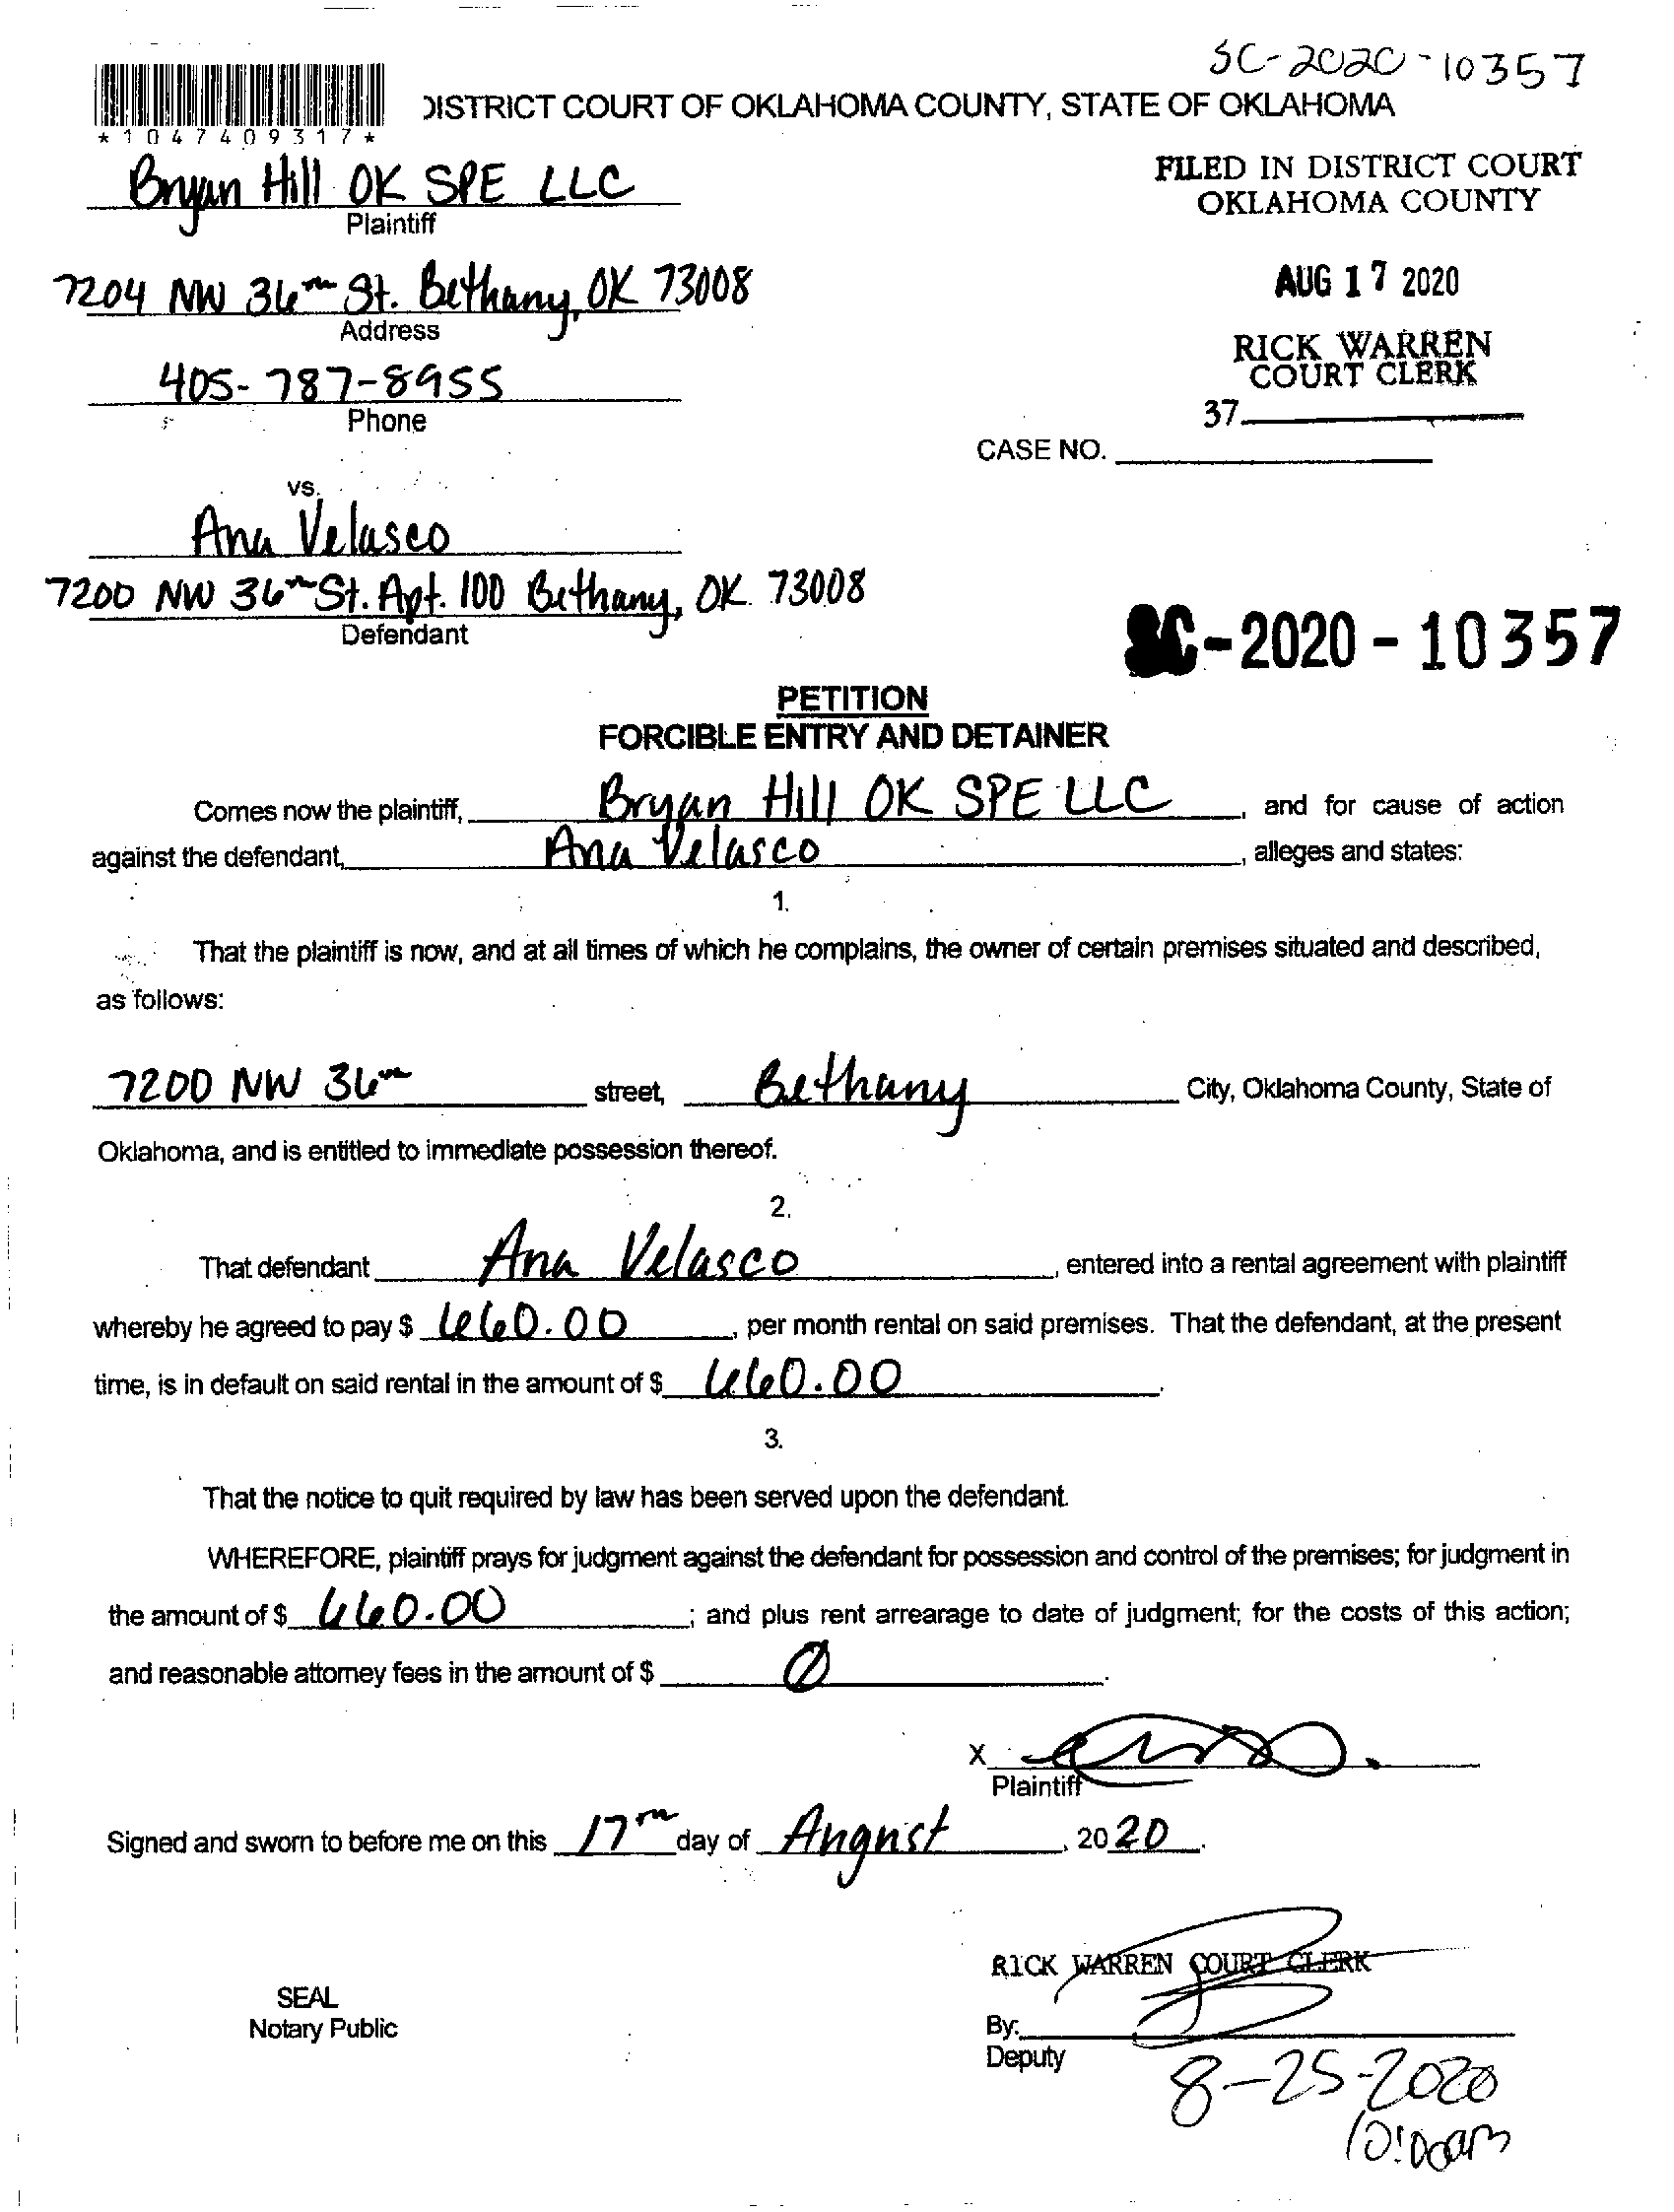 SC-2020-10357
DISTRICT COURT OF OKLAHOMA COUNTY, STATE OF OKLAHOMA
*1047409317*
Bryan Hill OK SPE LLC
Plaintiff
FILED IN DISTRICT COURT
OKLAHOMA COUNTY
7204 NW 36th St. Bethany, OK 73008
Address
AUG 17 2020
RICK WARREN
COURT CLERK
405-787-8955
Phone
37
CASE NO.
vs.
Ana Velasco
7200 NW 36th St. Apt. 100 Bethany, OK 73008
Defendant
SC-2020-10357
PETITION
FORCIBLE ENTRY AND DETAINER
Comes now the plaintiff, Bryan Hill OK SPE LLC, and for cause of action
against the defendant, Ana Velasco, alleges and states:
1.
That the plaintiff is now, and at all times of which he complains, the owner of certain premises situated and described,
as follows:
7200 NW 36th street, Bethany City, Oklahoma County, State of
Oklahoma, and is entitled to immediate possession thereof.
2.
That defendant Ana Velasco, entered into a rental agreement with plaintiff
whereby he agreed to pay $ 660.00, per month rental on said premises. That the defendant, at the present
time, is in default on said rental in the amount of $ 660.00.
3.
That the notice to quit required by law has been served upon the defendant.
WHEREFORE, plaintiff prays for judgment against the defendant for possession and control of the premises; for judgment in
the amount of $ 660.00; and plus rent arrearage to date of judgment; for the costs of this action;
and reasonable attorney fees in the amount of $ 0.
X
Plaintiff
Signed and sworn to before me on this 17th day of August, 2020.
RICK WARREN COURT CLERK
SEAL
Notary Public
By:
Deputy
8-25-2020
10:00am